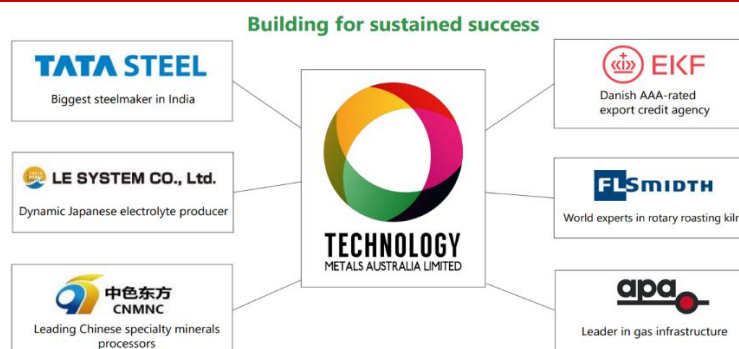 Building for sustained success
TATA STEEL
Biggest steelmaker in India
LE SYSTEM CO., Ltd.
Dynamic Japanese electrolyte producer
中色东方
CNMNC
Leading Chinese specialty minerals
processors
TECHNOLOGY
METALS AUSTRALIA LIMITED
EKF
Danish AAA-rated
export credit agency
FLSMIDTH
World experts in rotary roasting kiln
apa
Leader in gas infrastructure